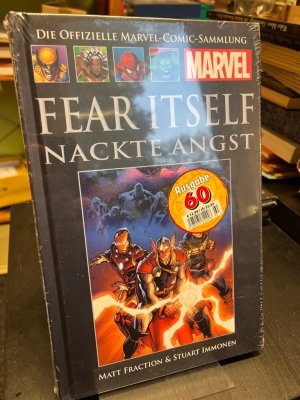 DIE OFFIZIELLE MARVEL-COMIC-SAMMLUNG
MARVEL
FEAR ITSELF
NACKTE ANGST
Ausgabe
60
MATT FRACTION & STUART IMMONEN